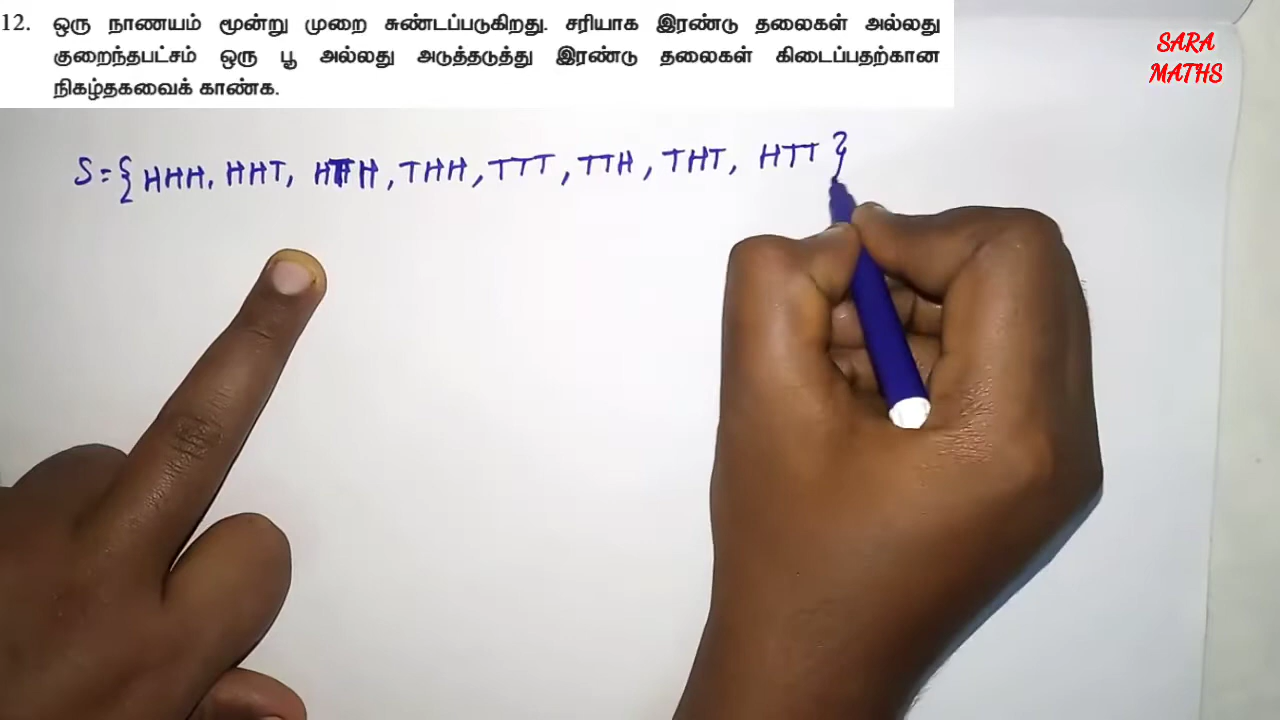 12. ஒரு நாணயம் மூன்று முறை சுண்டப்படுகிறது. சரியாக இரண்டு தலைகள் அல்லது
குறைந்தபட்சம் ஒரு பூ அல்லது அடுத்தடுத்து இரண்டு தலைகள் கிடைப்பதற்கான
நிகழ்தகவைக் காண்க.
SARA
MATHS
S={HHH, HHT, HTH, THH, TTT, TTH, THT, HTT}